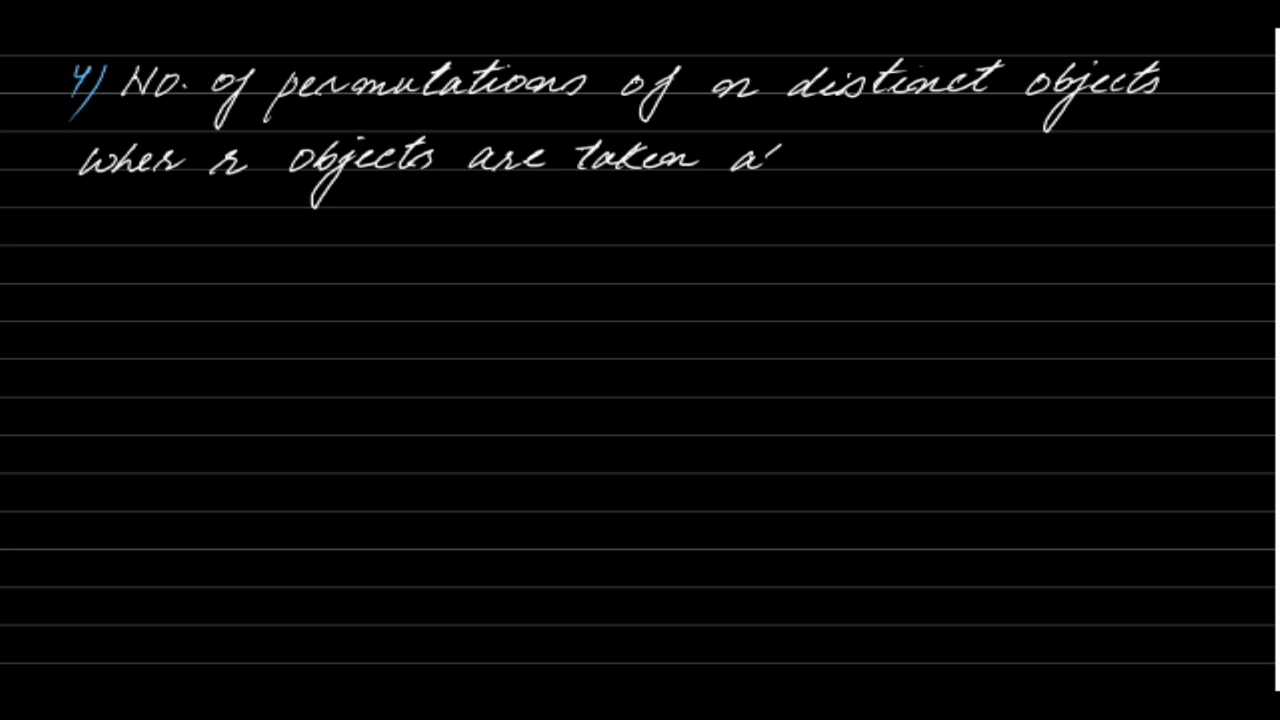 4) No. of permutations of n distinct objects
when r objects are taken a